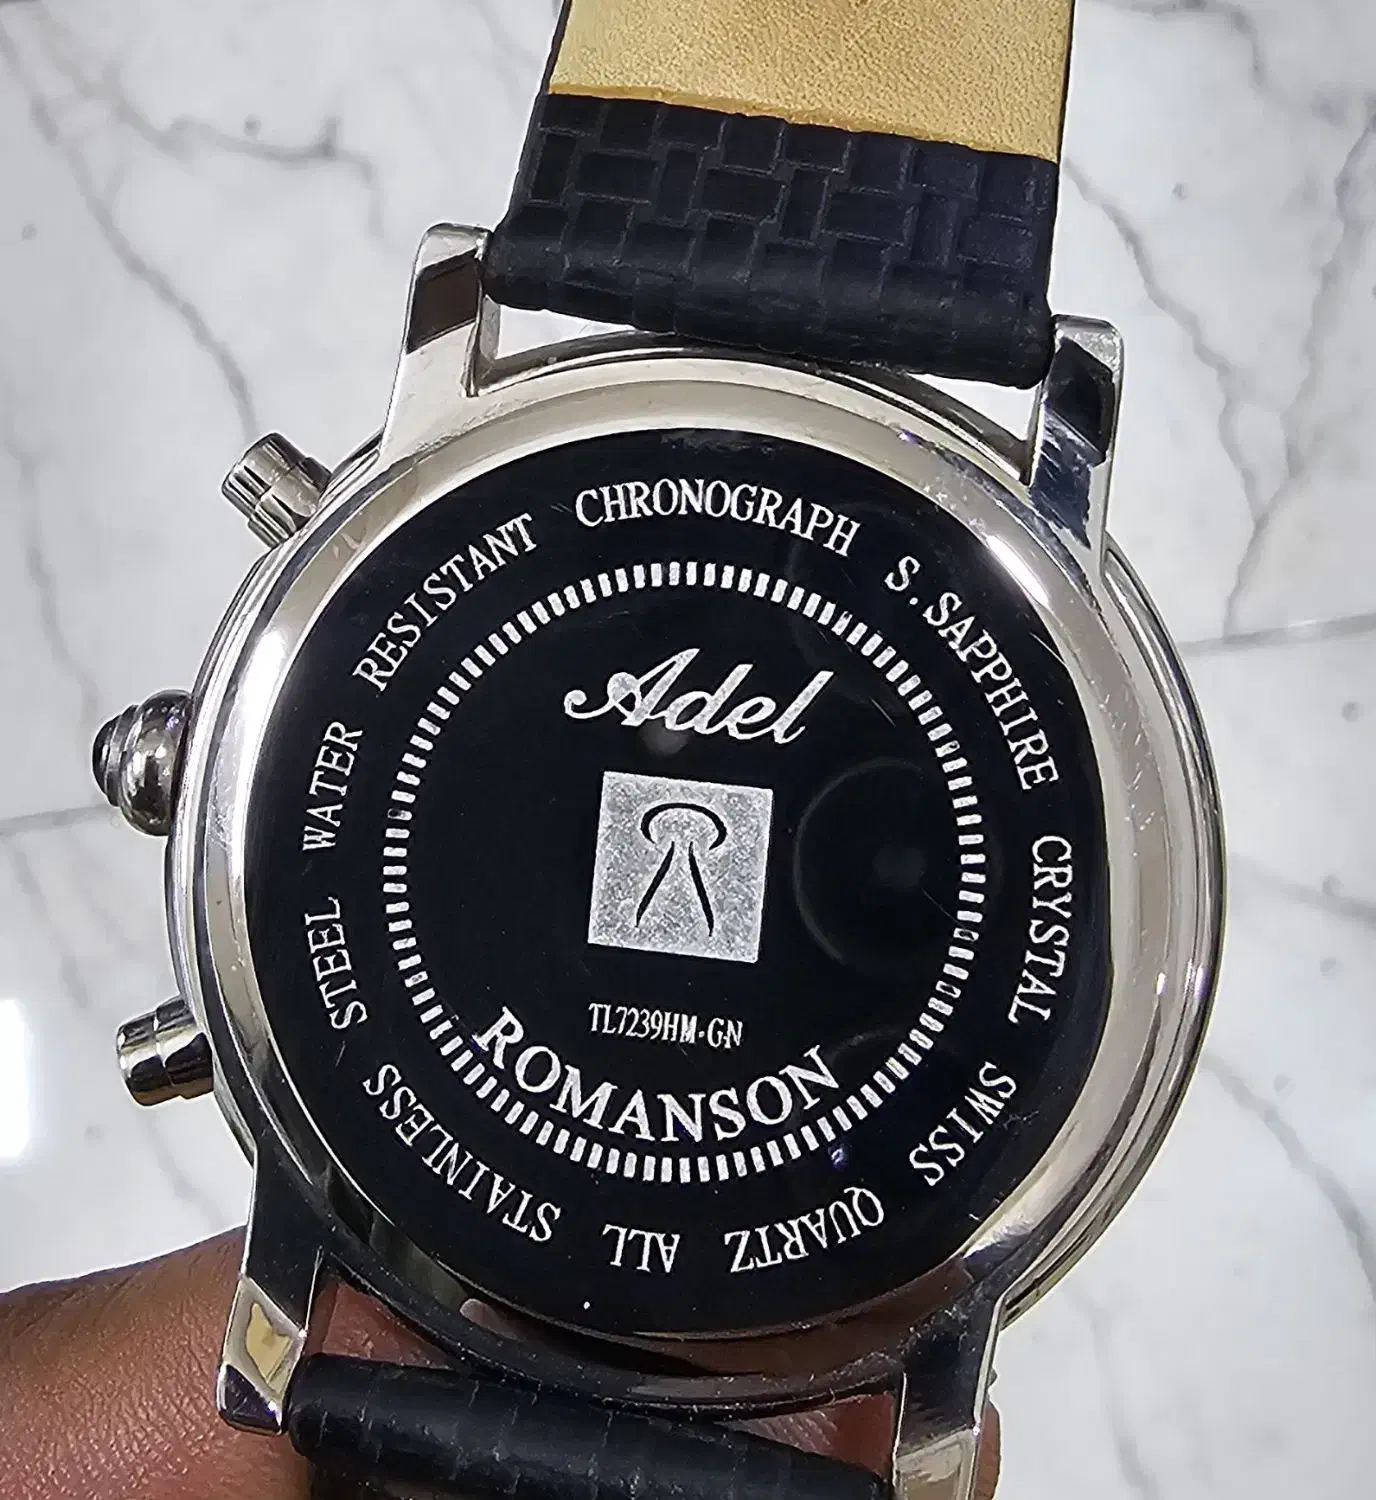 CHRONOGRAPH S.SAPPHIRE CRYSTAL SWISS QUARTZ ALL STAINLESS STEEL WATER RESISTANT
Adel
TL7239HM-GN
ROMANSON